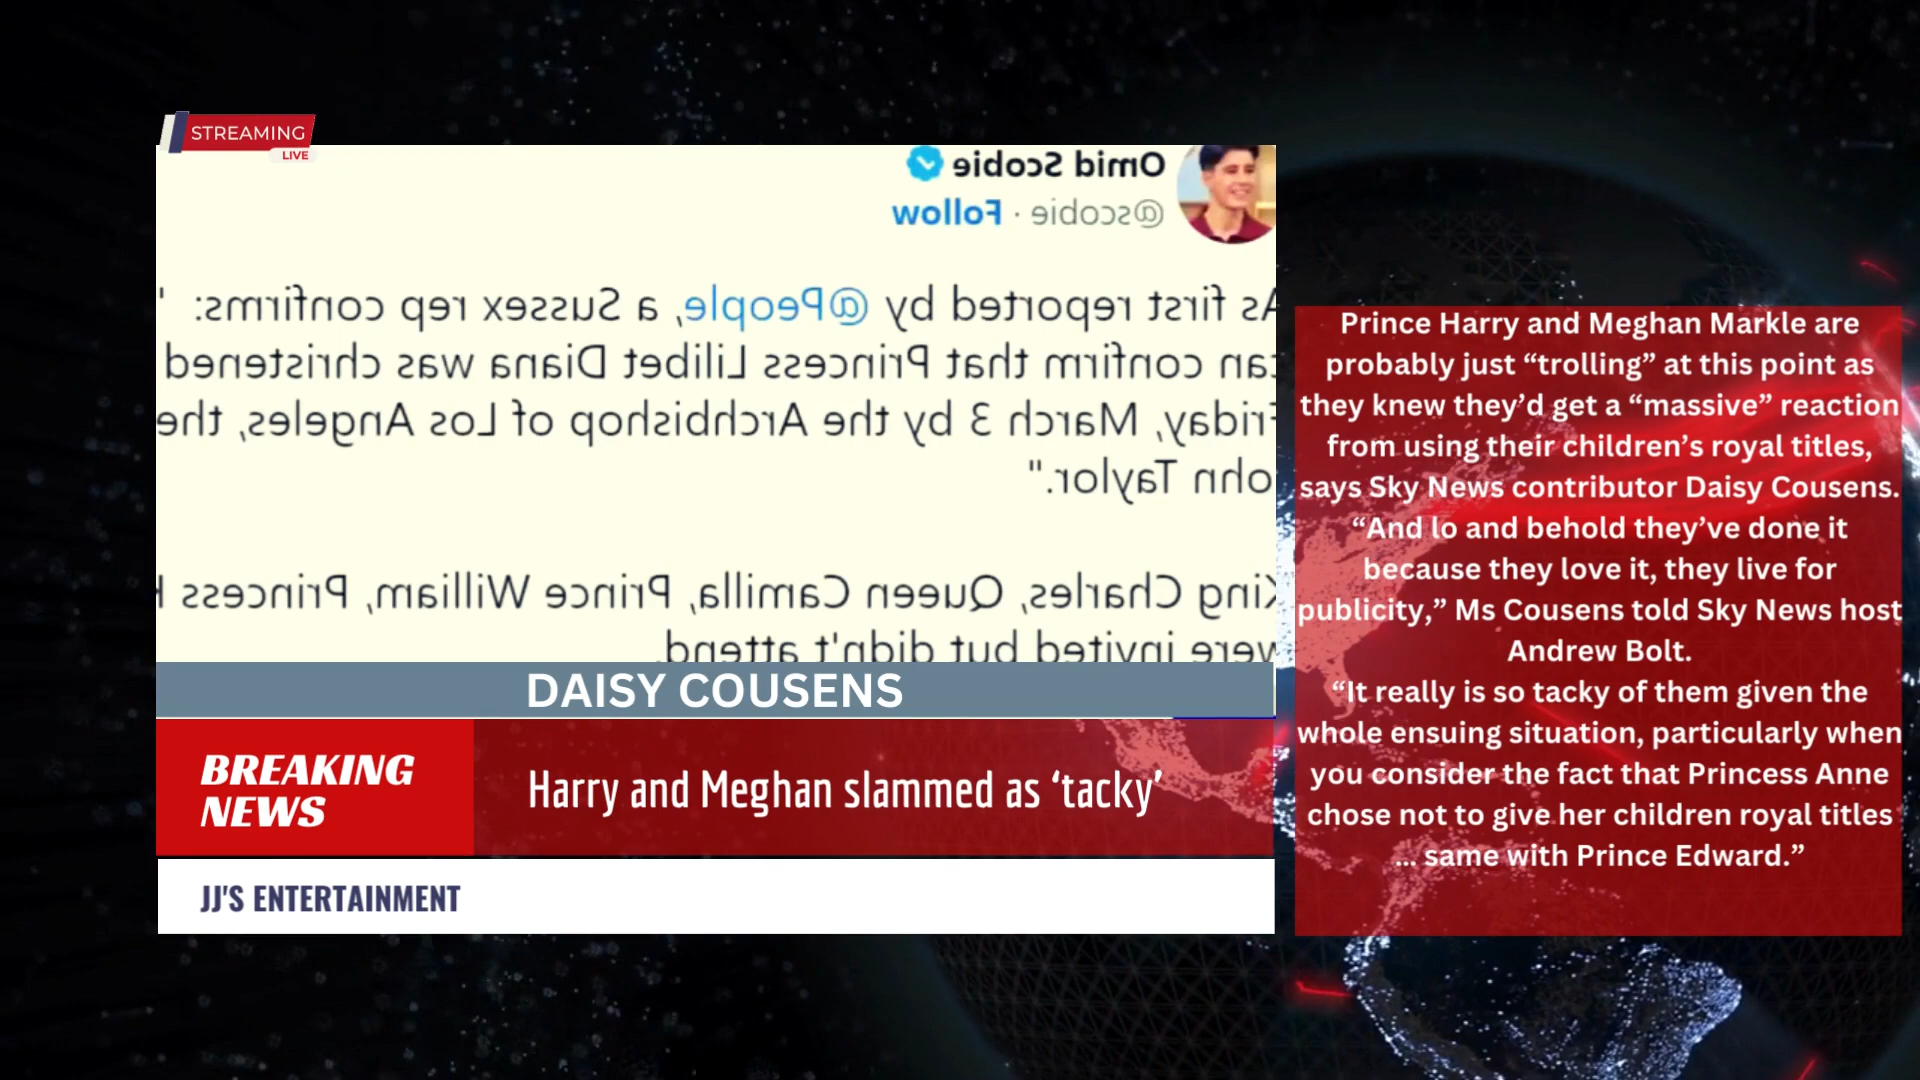 STREAMING
LIVE
Omid Scobie
@scobie · Follow
As first reported by @People, a Sussex rep confirms: "
can confirm that Princess Lilibet Diana was christened
Friday, March 3 by the Archbishop of Los Angeles, the
John Taylor."
King Charles, Queen Camilla, Prince William, Princess
were invited but didn't attend.
DAISY COUSENS
BREAKING
NEWS
Harry and Meghan slammed as ‘tacky’
JJ'S ENTERTAINMENT
Prince Harry and Meghan Markle are
probably just “trolling” at this point as
they knew they’d get a “massive” reaction
from using their children’s royal titles,
says Sky News contributor Daisy Cousens.
“And lo and behold they’ve done it
because they love it, they live for
publicity,” Ms Cousens told Sky News host
Andrew Bolt.
“It really is so tacky of them given the
whole ensuing situation, particularly when
you consider the fact that Princess Anne
chose not to give her children royal titles
… same with Prince Edward.”